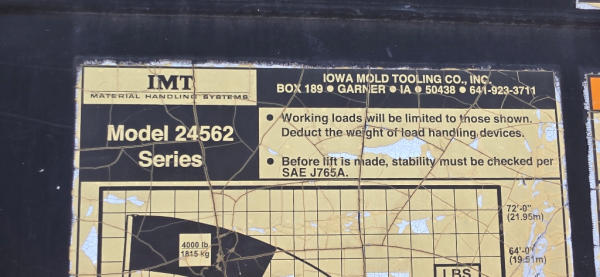 IMT
MATERIAL HANDLING SYSTEMS
IOWA MOLD TOOLING CO., INC.
BOX 189 ● GARNER ● IA ● 50438 ● 641-923-3711
Model 24562
Series
● Working loads will be limited to those shown.
Deduct the weight of load handling devices.
● Before lift is made, stability must be checked per
SAE J765A.
72'-0"
(21.95m)
4000 lb
1815 kg
64'-0"
(19.51m)
LBS